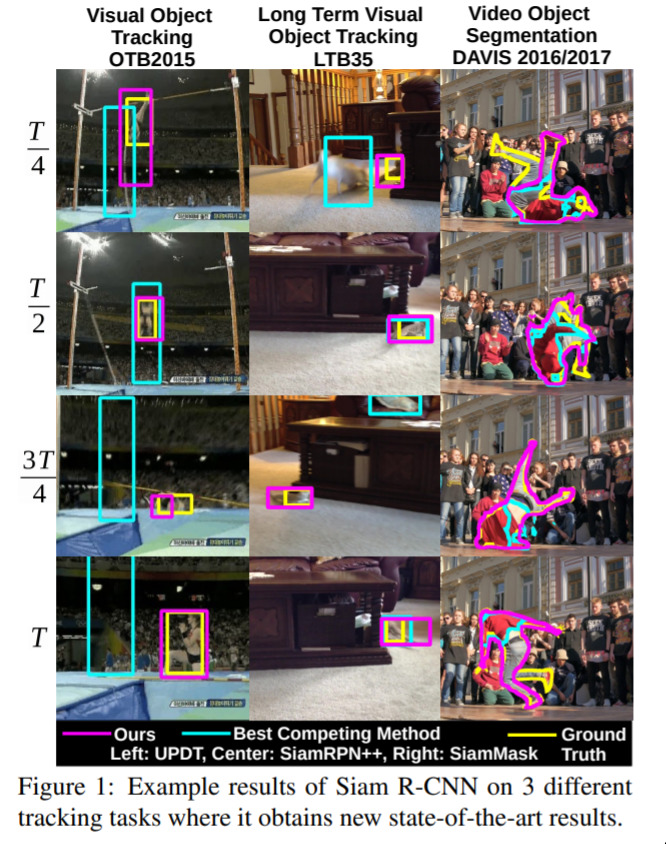 Visual Object
Tracking
OTB2015
Long Term Visual
Object Tracking
LTB35
Video Object
Segmentation
DAVIS 2016/2017
T
4
T
2
3T
4
T
Ours
Best Competing Method
Ground
Truth
Left: UPDT, Center: SiamRPN++, Right: SiamMask
Figure 1: Example results of Siam R-CNN on 3 different
tracking tasks where it obtains new state-of-the-art results.